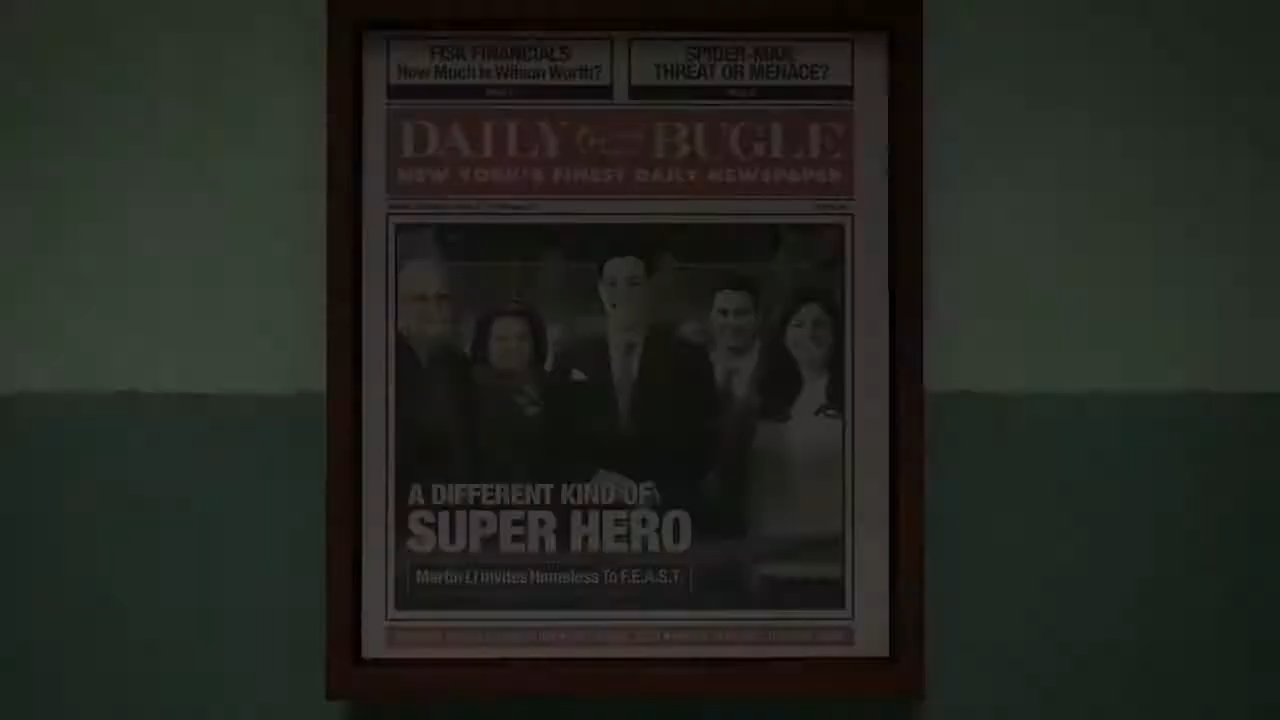 FISK FINANCIALS
How Much Is Wilson Worth?
SPIDER-MAN:
THREAT OR MENACE?
DAILY BUGLE
NEW YORK'S FINEST DAILY NEWSPAPER
A DIFFERENT KIND OF
SUPER HERO
Martin Li Invites Homeless To F.E.A.S.T.